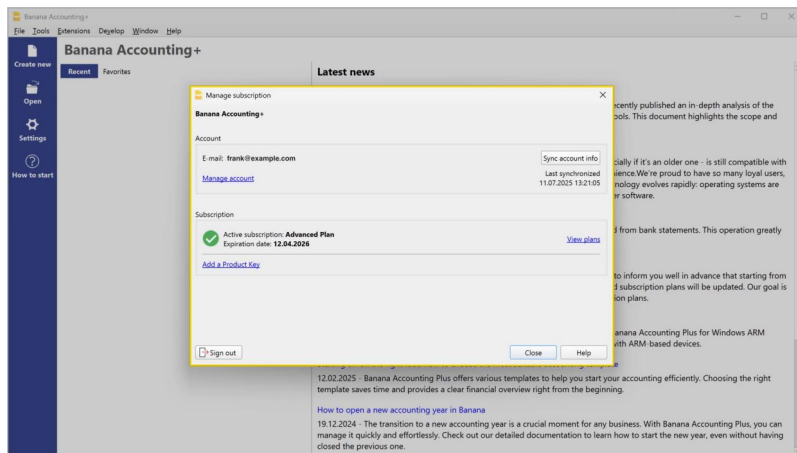 Banana Accounting+
File Tools Extensions Develop Window Help
Banana Accounting+
Create new
Open
Settings
How to start
Recent Favorites
Latest news
ecently published an in-depth analysis of the
ools. This document highlights the scope and
cially if it's an older one - is still compatible with
ience.We're proud to have so many loyal users,
nology evolves rapidly: operating systems are
er software.
d from bank statements. This operation greatly
to inform you well in advance that starting from
d subscription plans will be updated. Our goal is
ion plans.
anana Accounting Plus for Windows ARM
with ARM-based devices.
12.02.2025 - Banana Accounting Plus offers various templates to help you start your accounting efficiently. Choosing the right
template saves time and provides a clear financial overview right from the beginning.
How to open a new accounting year in Banana
19.12.2024 - The transition to a new accounting year is a crucial moment for any business. With Banana Accounting Plus, you can
manage it quickly and effortlessly. Check out our detailed documentation to learn how to start the new year, even without having
closed the previous one.
Manage subscription
Banana Accounting+
Account
E-mail: frank@example.com
Sync account info
Manage account
Last synchronized
11.07.2025 13:21:05
Subscription
Active subscription: Advanced Plan
Expiration date: 12.04.2026
View plans
Add a Product Key
Sign out
Close
Help